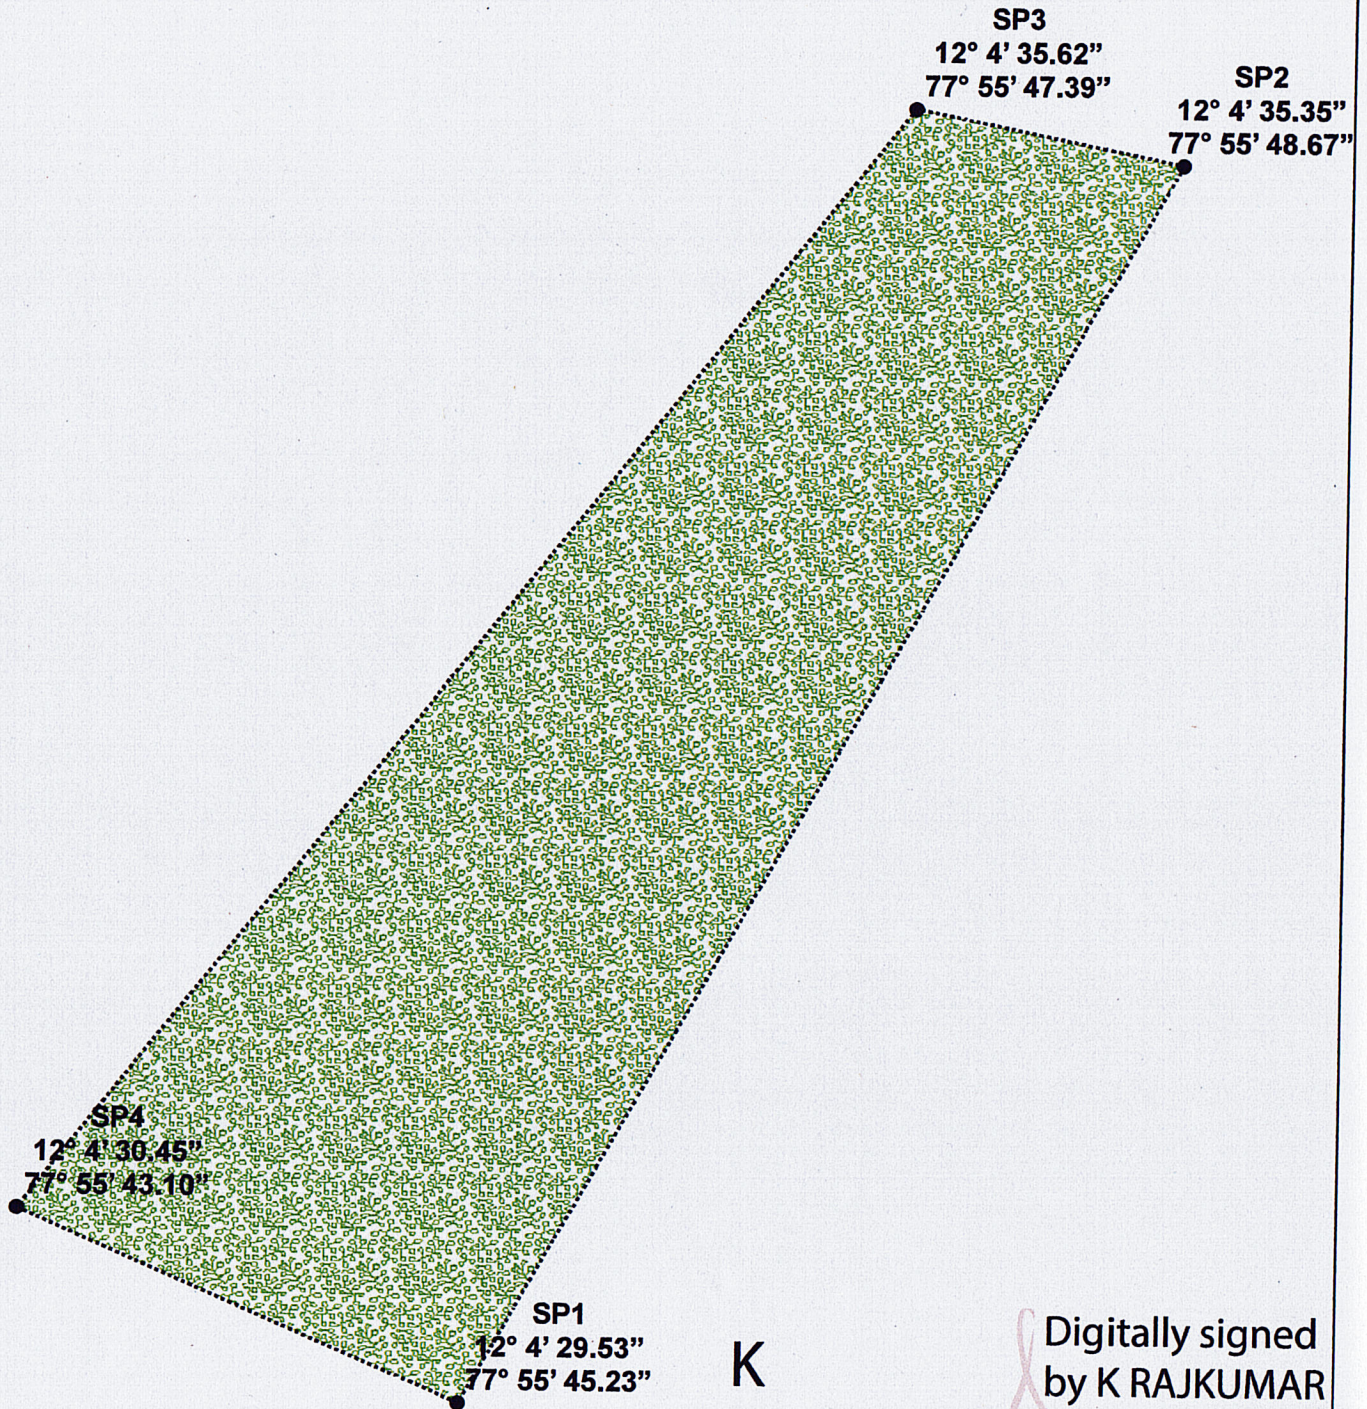 SP3
12° 4’ 35.62”
77° 55’ 47.39”
SP2
12° 4’ 35.35”
77° 55’ 48.67”
SP4
12° 4’ 30.45”
77° 55’ 43.10”
SP1
12° 4’ 29.53”
77° 55’ 45.23”
K
Digitally signed
by K RAJKUMAR